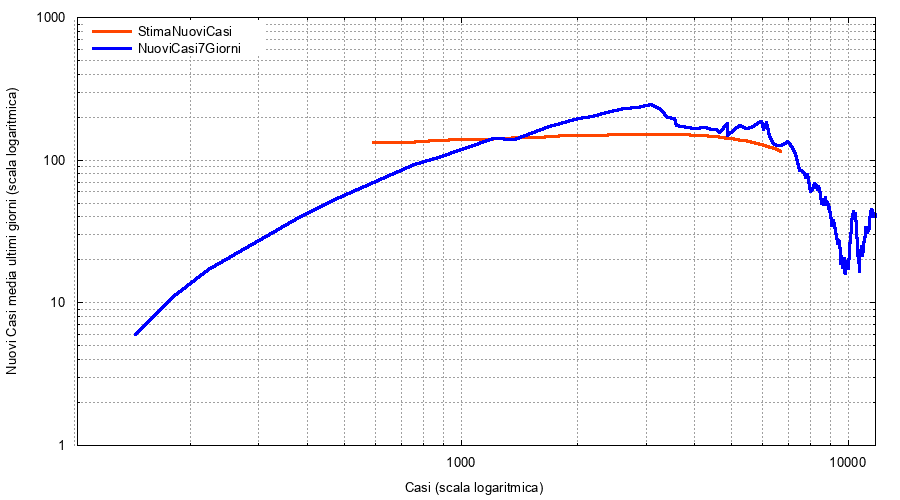 1000
StimaNuoviCasi
NuoviCasi7Giorni
100
10
1
1000
10000
Nuovi Casi media ultimi giorni (scala logaritmica)
Casi (scala logaritmica)